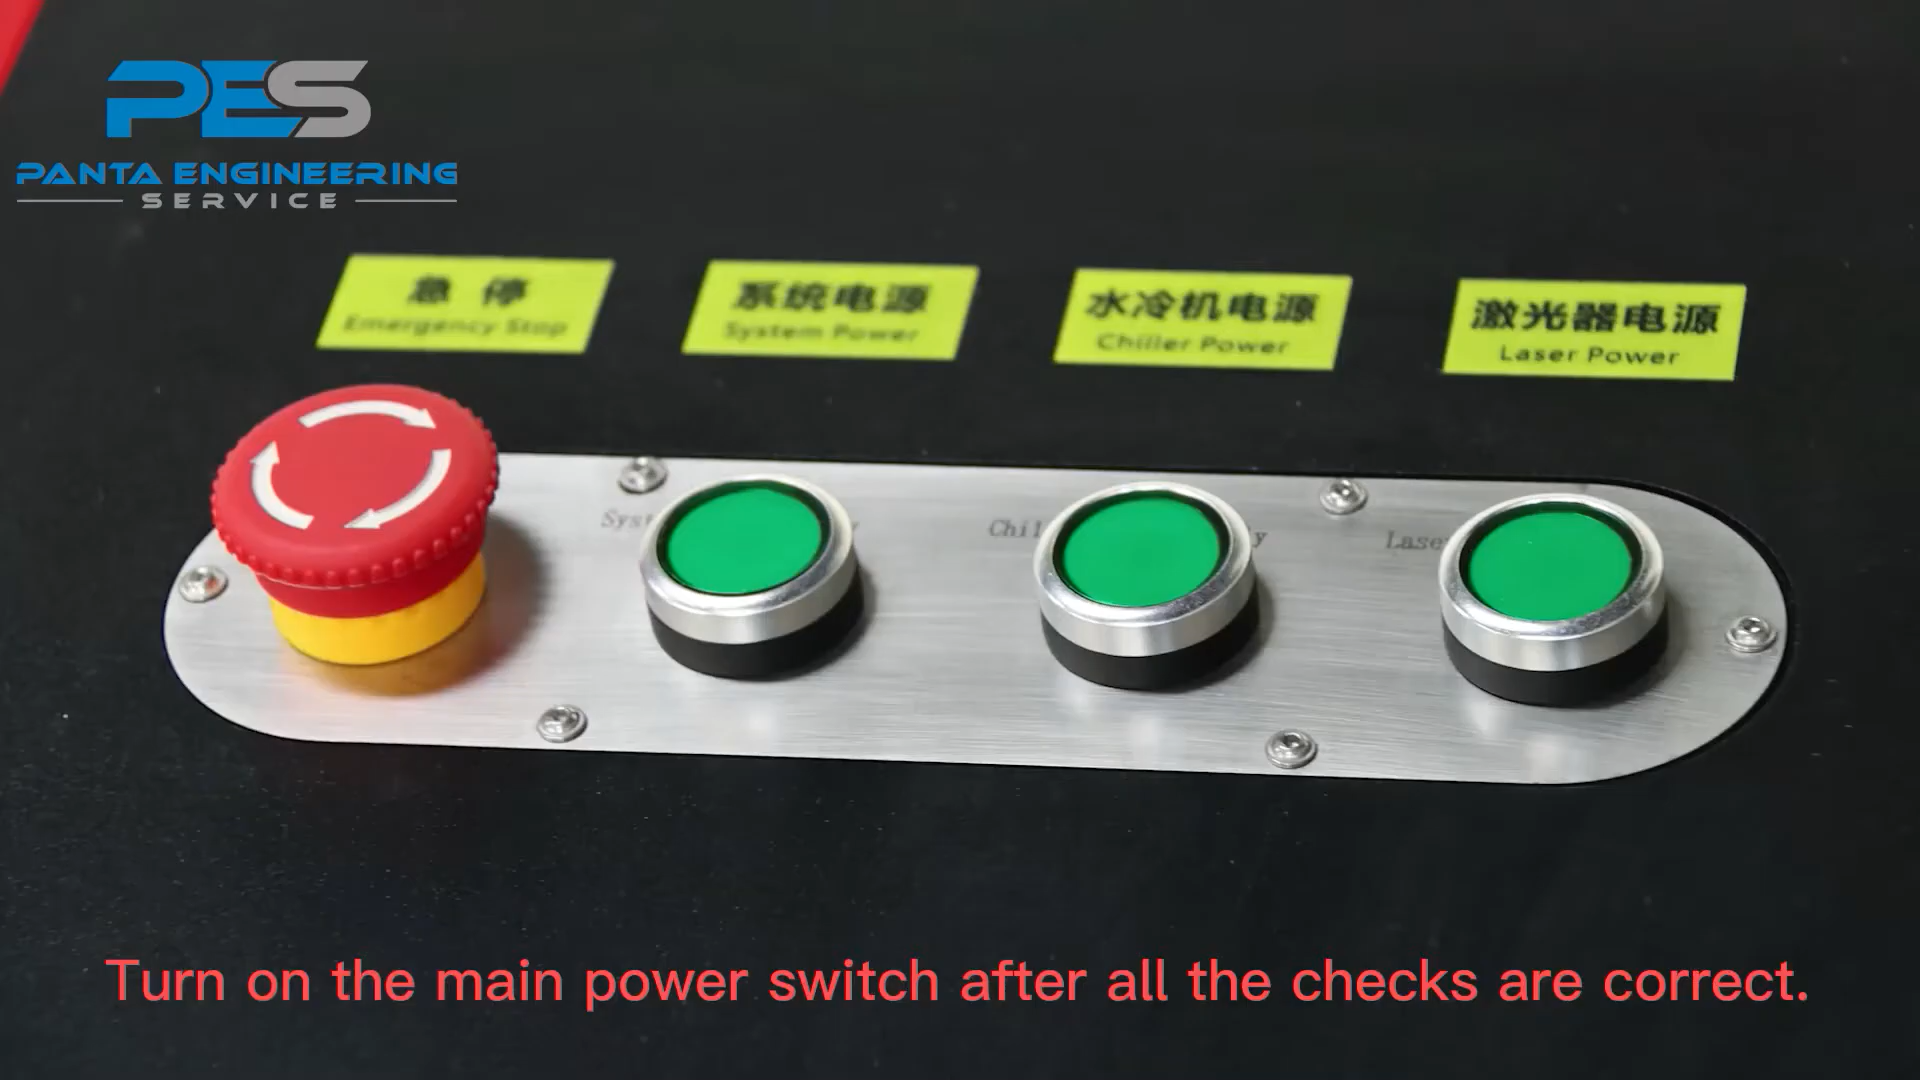 PES
PANTA ENGINEERING
SERVICE
急停
Emergency Stop
系统电源
System Power
水冷机电源
Chiller Power
激光器电源
Laser Power
Turn on the main power switch after all the checks are correct.